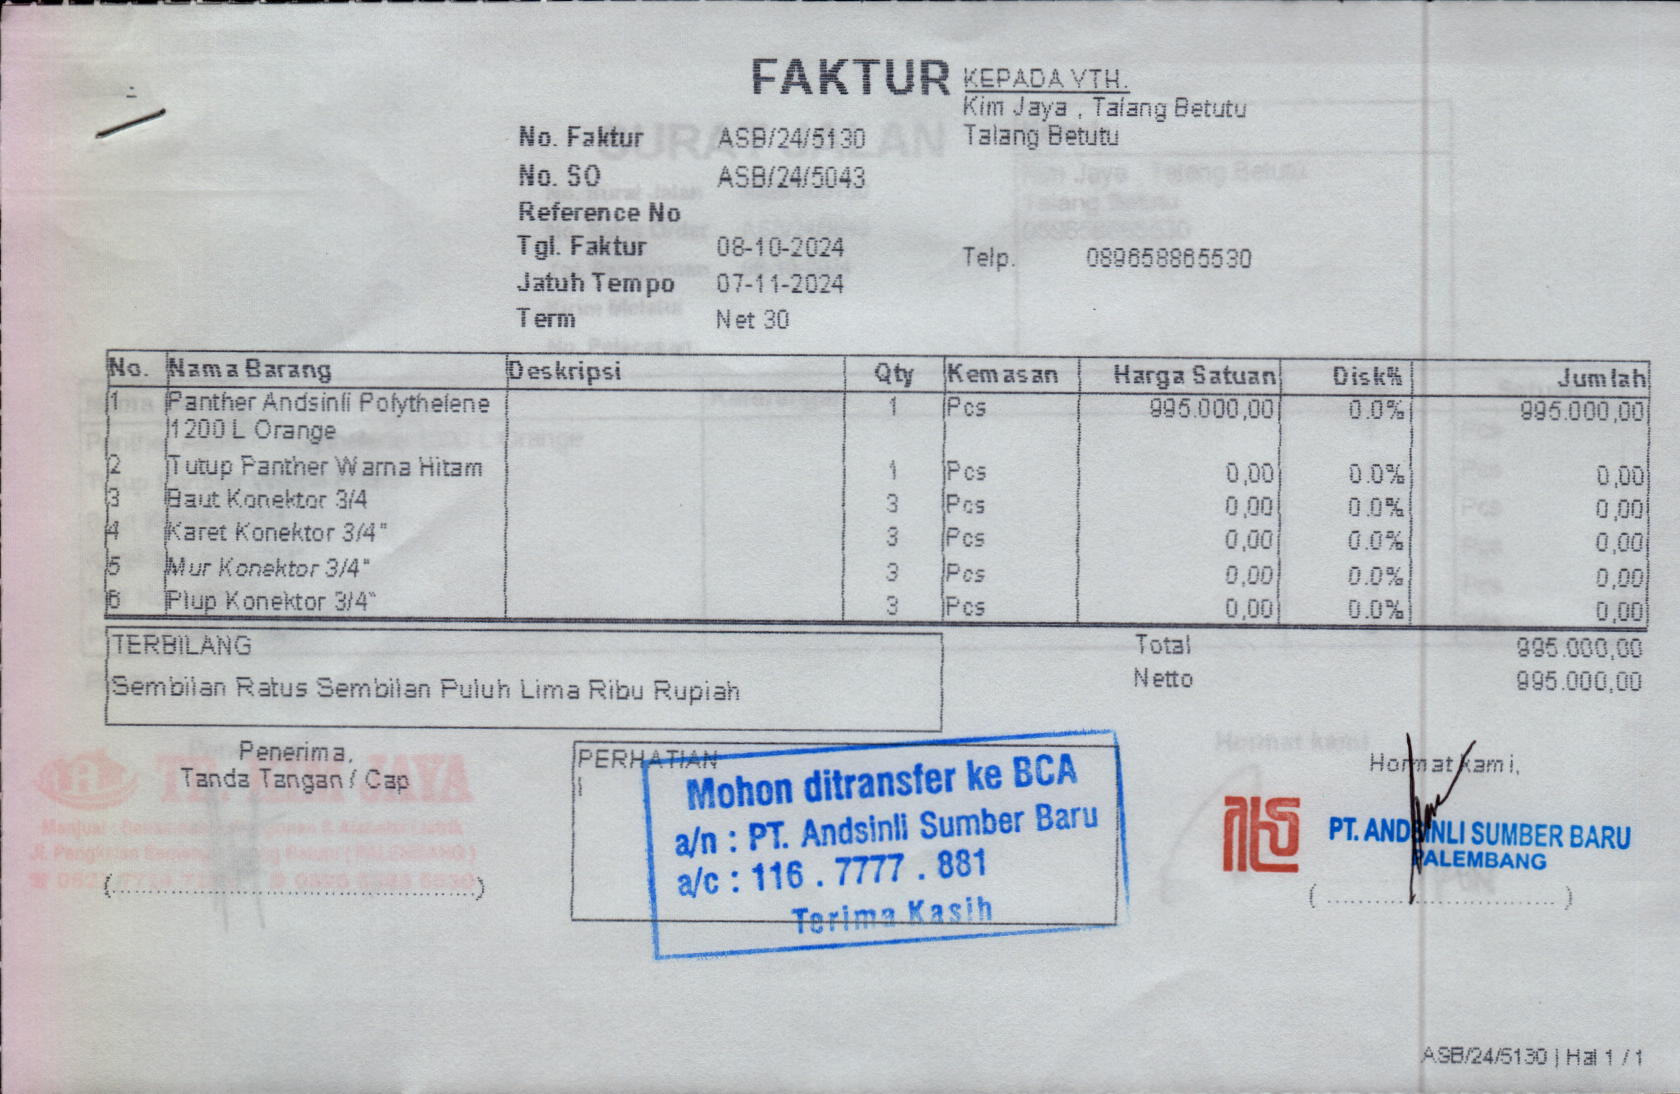 FAKTUR
KEPADA YTH.
Kim Jaya , Talang Betutu
Talang Betutu
No. Faktur ASB/24/5130
No. SO ASB/24/5043
Reference No
Tgl. Faktur 08-10-2024
Telp. 089658865530
Jatuh Tempo 07-11-2024
Term Net 30
No. Nama Barang Deskripsi Qty Kemasan Harga Satuan Disk% Jumlah
1 Panther Andsinli Polythelene 1 Pcs 995.000,00 0.0% 995.000,00
1200 L Orange
2 Tutup Panther Warna Hitam 1 Pcs 0,00 0.0% 0,00
3 Baut Konektor 3/4 3 Pcs 0,00 0.0% 0,00
4 Karet Konektor 3/4" 3 Pcs 0,00 0.0% 0,00
5 Mur Konektor 3/4" 3 Pcs 0,00 0.0% 0,00
6 Plup Konektor 3/4" 3 Pcs 0,00 0.0% 0,00
TERBILANG
Total 995.000,00
Sembilan Ratus Sembilan Puluh Lima Ribu Rupiah
Netto 995.000,00
Penerima,
Tanda Tangan / Cap
PERHATIAN
Mohon ditransfer ke BCA
a/n : PT. Andsinli Sumber Baru
a/c : 116 . 7777 . 881
Terima Kasih
Hormat kami,
PT. ANDSINLI SUMBER BARU
PALEMBANG
ASB/24/5130 | Hal 1 / 1